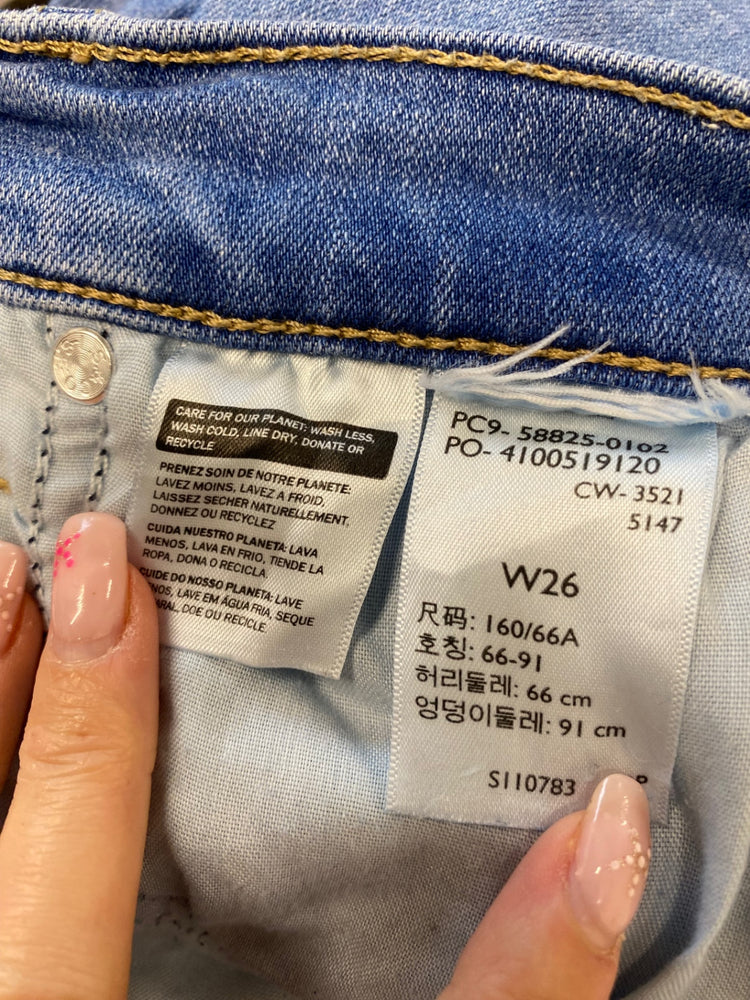 CARE FOR OUR PLANET: WASH LESS,
WASH COLD, LINE DRY, DONATE OR
RECYCLE
PRENEZ SOIN DE NOTRE PLANETE:
LAVEZ MOINS, LAVEZ A FROID,
LAISSEZ SECHER NATURELLEMENT,
DONNEZ OU RECYCLEZ
CUIDA NUESTRO PLANETA: LAVA
MENOS, LAVA EN FRIO, TIENDE LA
ROPA, DONA O RECICLA.
CUIDE DO NOSSO PLANETA: LAVE
LAVE EM ÁGUA FRIA, SEQUE
DOE OU RECICLE.
PC9- 58825-0162
PO- 4100519120
CW- 3521
5147
W26
尺码: 160/66A
호칭: 66-91
허리둘레: 66 cm
엉덩이둘레: 91 cm
S110783